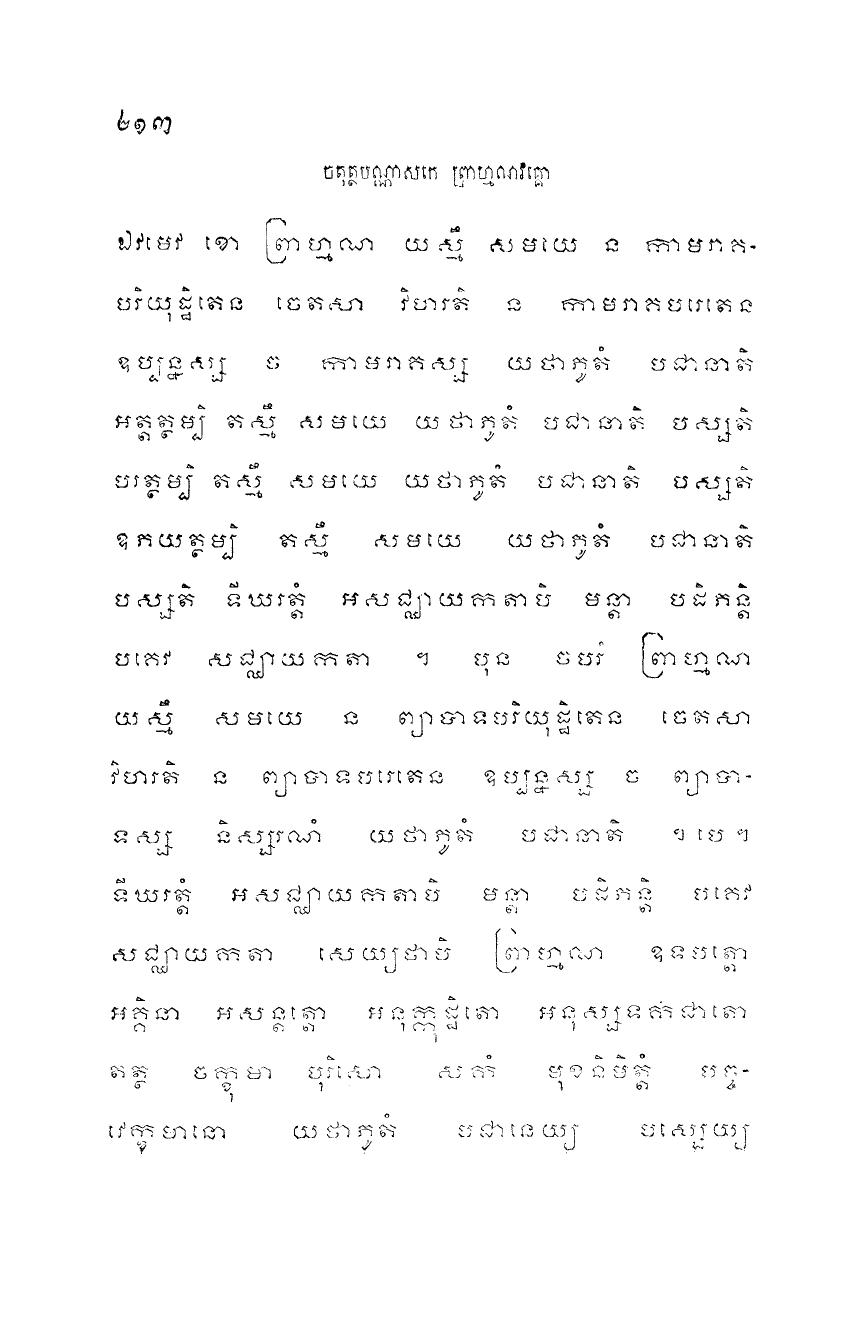 ២១៣
ចតុត្ថបណ្ណាសកេ ព្រាហ្មណវគ្គោ
ឯវមេវ ខោ ព្រាហ្មណ យស្មឹ សមយេ ន កាមរាគ-
បរិយុដ្ឋិតេន ចេតសា វិហរតិ ន កាមរាគបរេតេន
ឧប្បន្នស្ស ច កាមរាគស្ស យថាភូតំ បជានាតិ
អត្តត្ថម្បិ តស្មឹ សមយេ យថាភូតំ បជានាតិ បស្សតិ
បរត្ថម្បិ តស្មឹ សមយេ យថាភូតំ បជានាតិ បស្សតិ
ឧភយត្ថម្បិ តស្មឹ សមយេ យថាភូតំ បជានាតិ
បស្សតិ ទីឃរត្តំ អសជ្ឈាយកតាបិ មន្តា បដិភន្តិ
បគេវ សជ្ឈាយកតា ។ បុន ចបរំ ព្រាហ្មណ
យស្មឹ សមយេ ន ព្យាបាទបរិយុដ្ឋិតេន ចេតសា
វិហរតិ ន ព្យាបាទបរេតេន ឧប្បន្នស្ស ច ព្យាបា-
ទស្ស និស្សរណំ យថាភូតំ បជានាតិ ។ បេ ។
ទីឃរត្តំ អសជ្ឈាយកតាបិ មន្តា បដិភន្តិ បគេវ
សជ្ឈាយកតា សេយ្យថាបិ ព្រាហ្មណ ឧទបត្តោ
អគ្គិនា អសន្តត្តោ អនុក្កុដ្ឋិតោ អនុស្សទកជាតោ
តត្ថ ចក្ខុមា បុរិសោ សកំ មុខនិមិត្តំ បច្ច-
វេក្ខមានោ យថាភូតំ បជានេយ្យ បស្សេយ្យ